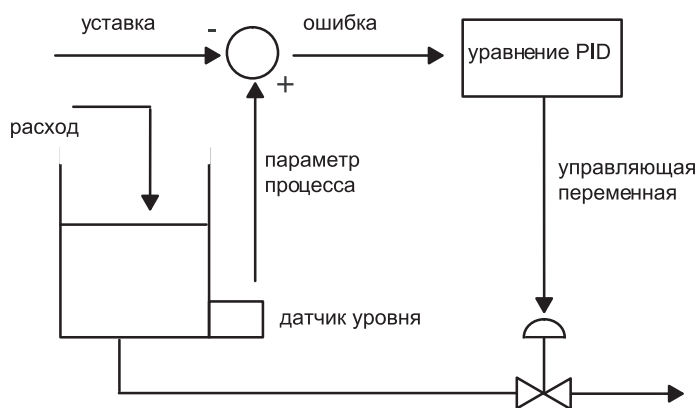 уставка
-
ошибка
уравнение PID
+
расход
параметр
процесса
управляющая
переменная
датчик уровня